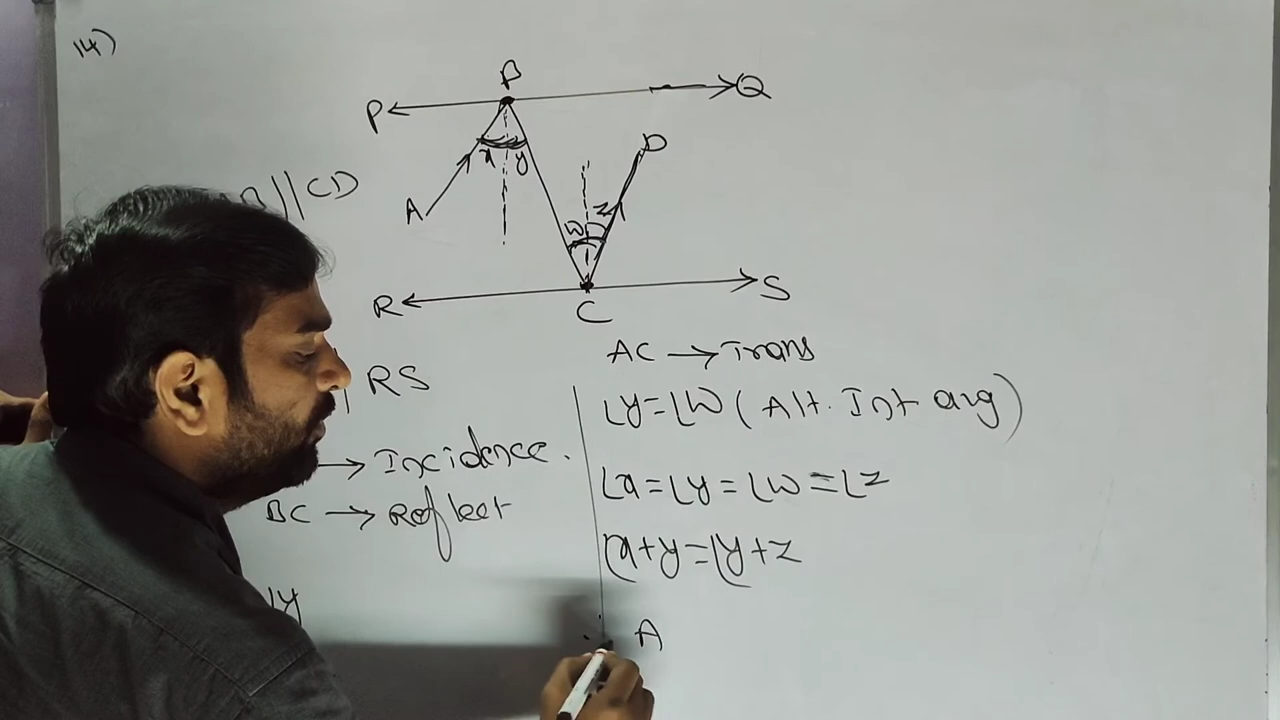 14)
B
P
Q
x y
D
A
Z
W
B||CD
R
S
C
AC → Trans
| RS
∠y=∠W (Alt. Int ang)
→ Incidence.
∠x=∠y=∠W=∠Z
BC → Reflect
∠x+y=∠y+Z
∠y
∴ A